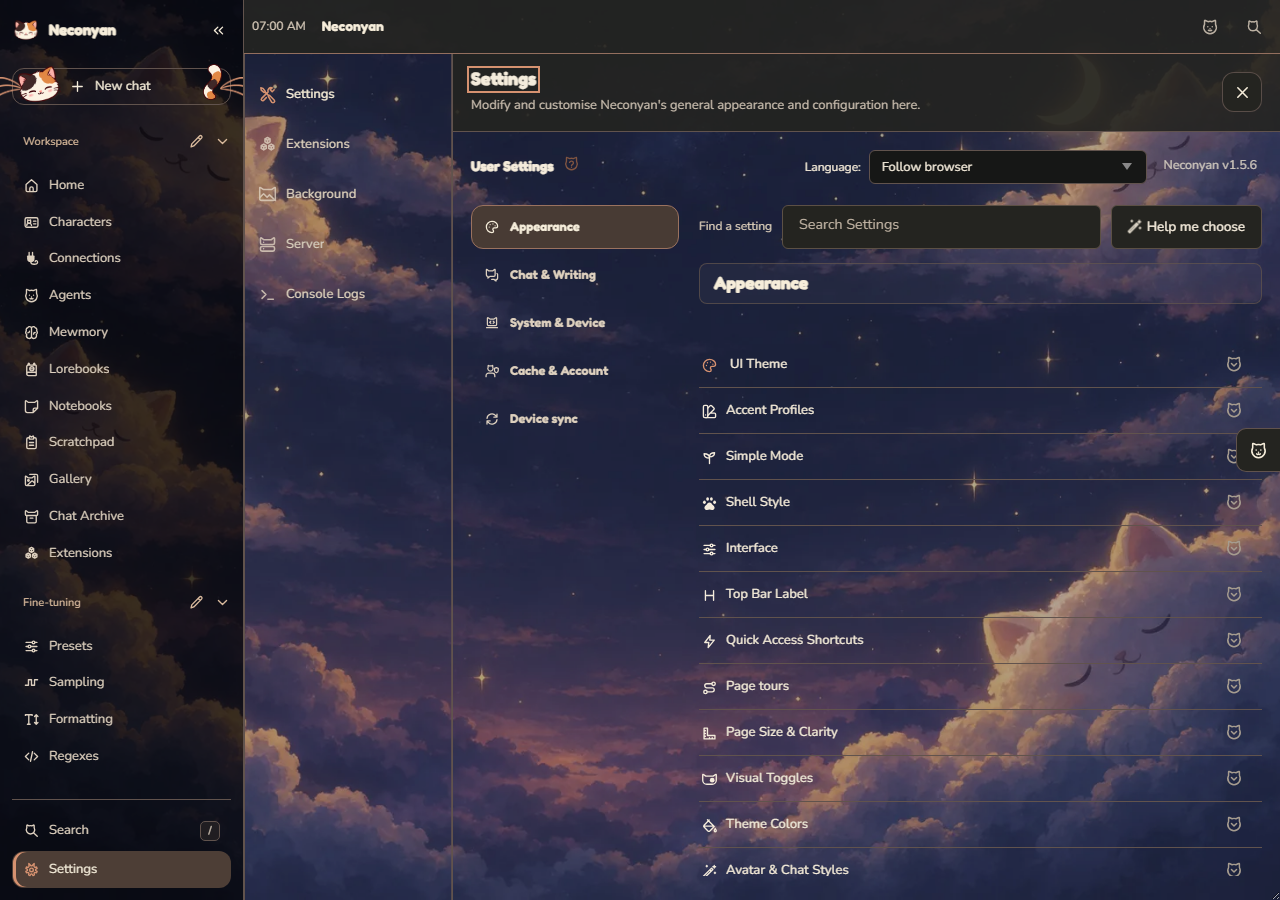 Neconyan
07:00 AM Neconyan
+ New chat
Workspace
Home
Characters
Connections
Agents
Mewmory
Lorebooks
Notebooks
Scratchpad
Gallery
Chat Archive
Extensions
Fine-tuning
Presets
Sampling
Formatting
Regexes
Search /
Settings
Settings
Extensions
Background
Server
Console Logs
Settings
Modify and customise Neconyan's general appearance and configuration here.
User Settings
Language: Follow browser Neconyan v1.5.6
Appearance
Chat & Writing
System & Device
Cache & Account
Device sync
Find a setting Search Settings Help me choose
Appearance
UI Theme
Accent Profiles
Simple Mode
Shell Style
Interface
Top Bar Label
Quick Access Shortcuts
Page tours
Page Size & Clarity
Visual Toggles
Theme Colors
Avatar & Chat Styles